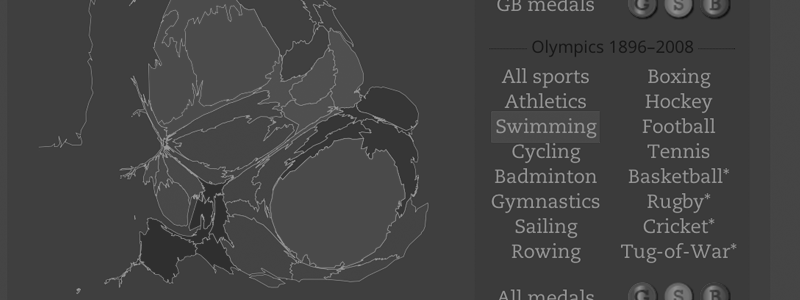 GB medals G S B
Olympics 1896–2008
All sports Boxing
Athletics Hockey
Swimming Football
Cycling Tennis
Badminton Basketball*
Gymnastics Rugby*
Sailing Cricket*
Rowing Tug-of-War*
All medals G S B